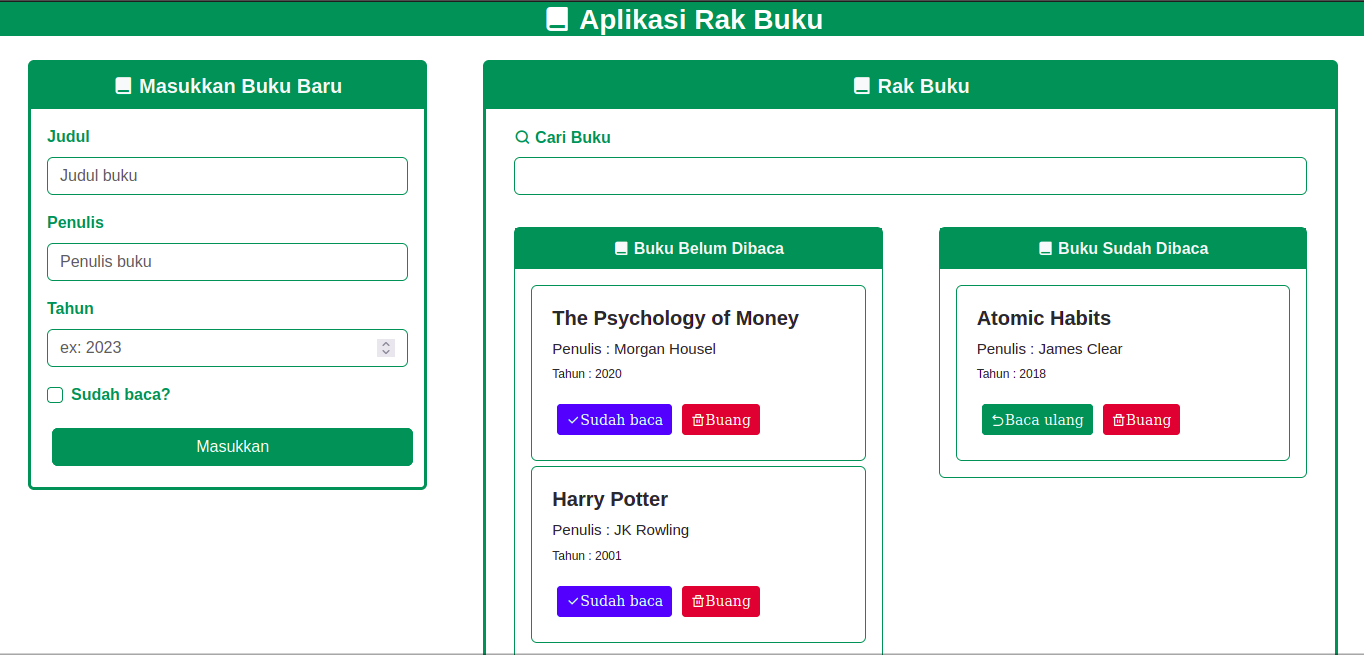 Aplikasi Rak Buku
Masukkan Buku Baru
Judul
Judul buku
Penulis
Penulis buku
Tahun
ex: 2023
Sudah baca?
Masukkan
Rak Buku
Cari Buku
Buku Belum Dibaca
The Psychology of Money
Penulis : Morgan Housel
Tahun : 2020
Sudah baca Buang
Harry Potter
Penulis : JK Rowling
Tahun : 2001
Sudah baca Buang
Buku Sudah Dibaca
Atomic Habits
Penulis : James Clear
Tahun : 2018
Baca ulang Buang